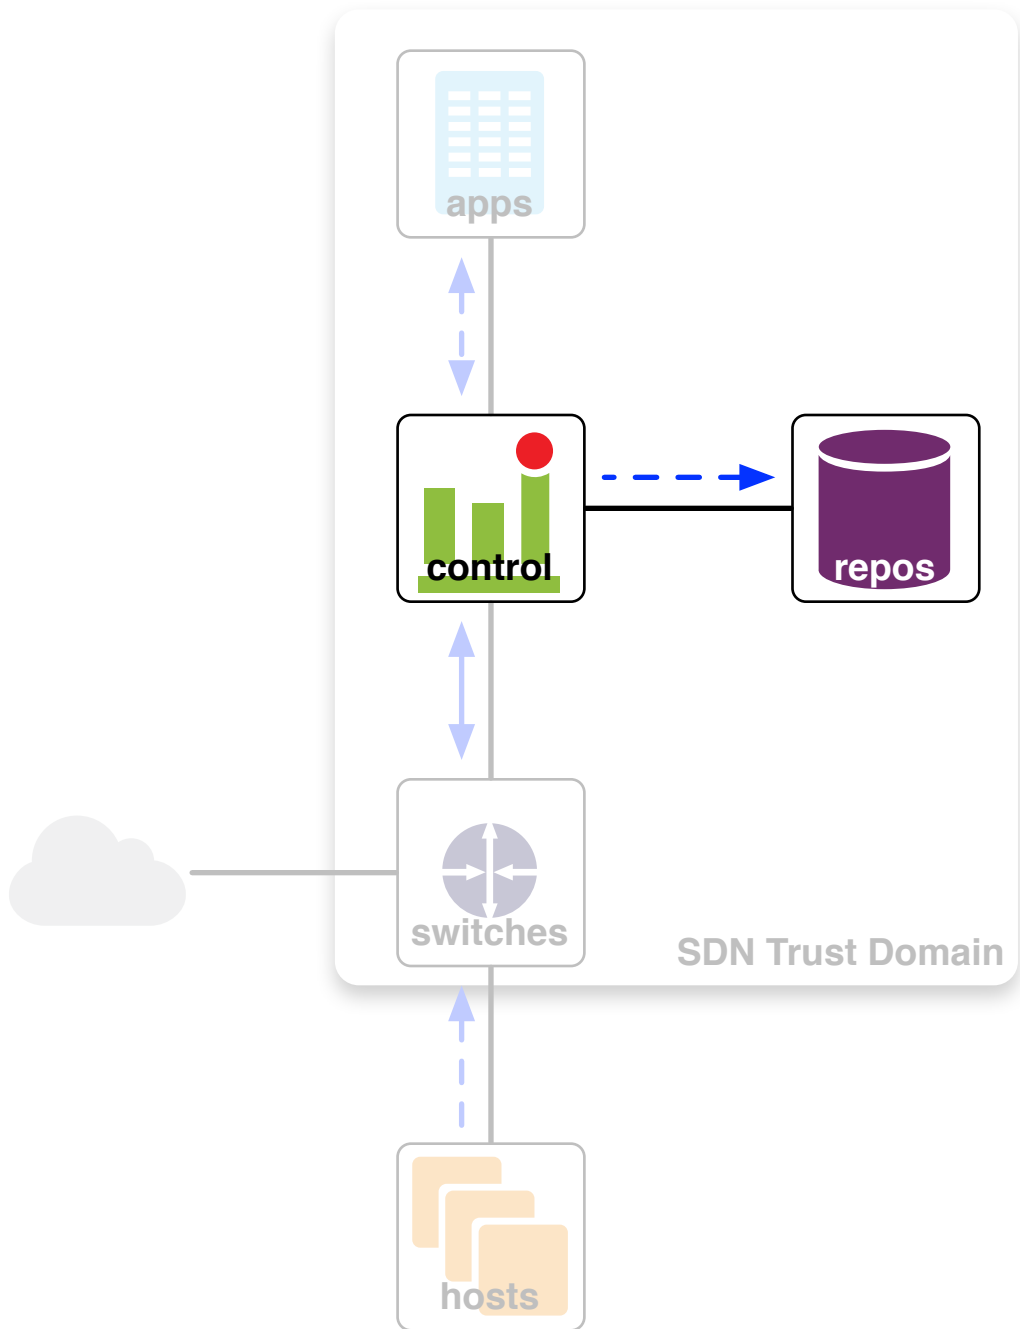 apps
control
repos
switches
SDN Trust Domain
hosts